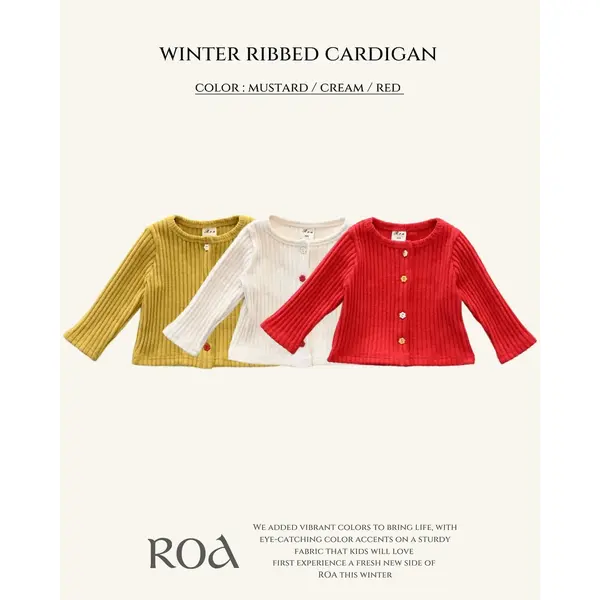 WINTER RIBBED CARDIGAN
COLOR : MUSTARD / CREAM / RED
ROA
WE ADDED VIBRANT COLORS TO BRING LIFE, WITH
EYE-CATCHING COLOR ACCENTS ON A STURDY
FABRIC THAT KIDS WILL LOVE
FIRST EXPERIENCE A FRESH NEW SIDE OF
ROA THIS WINTER